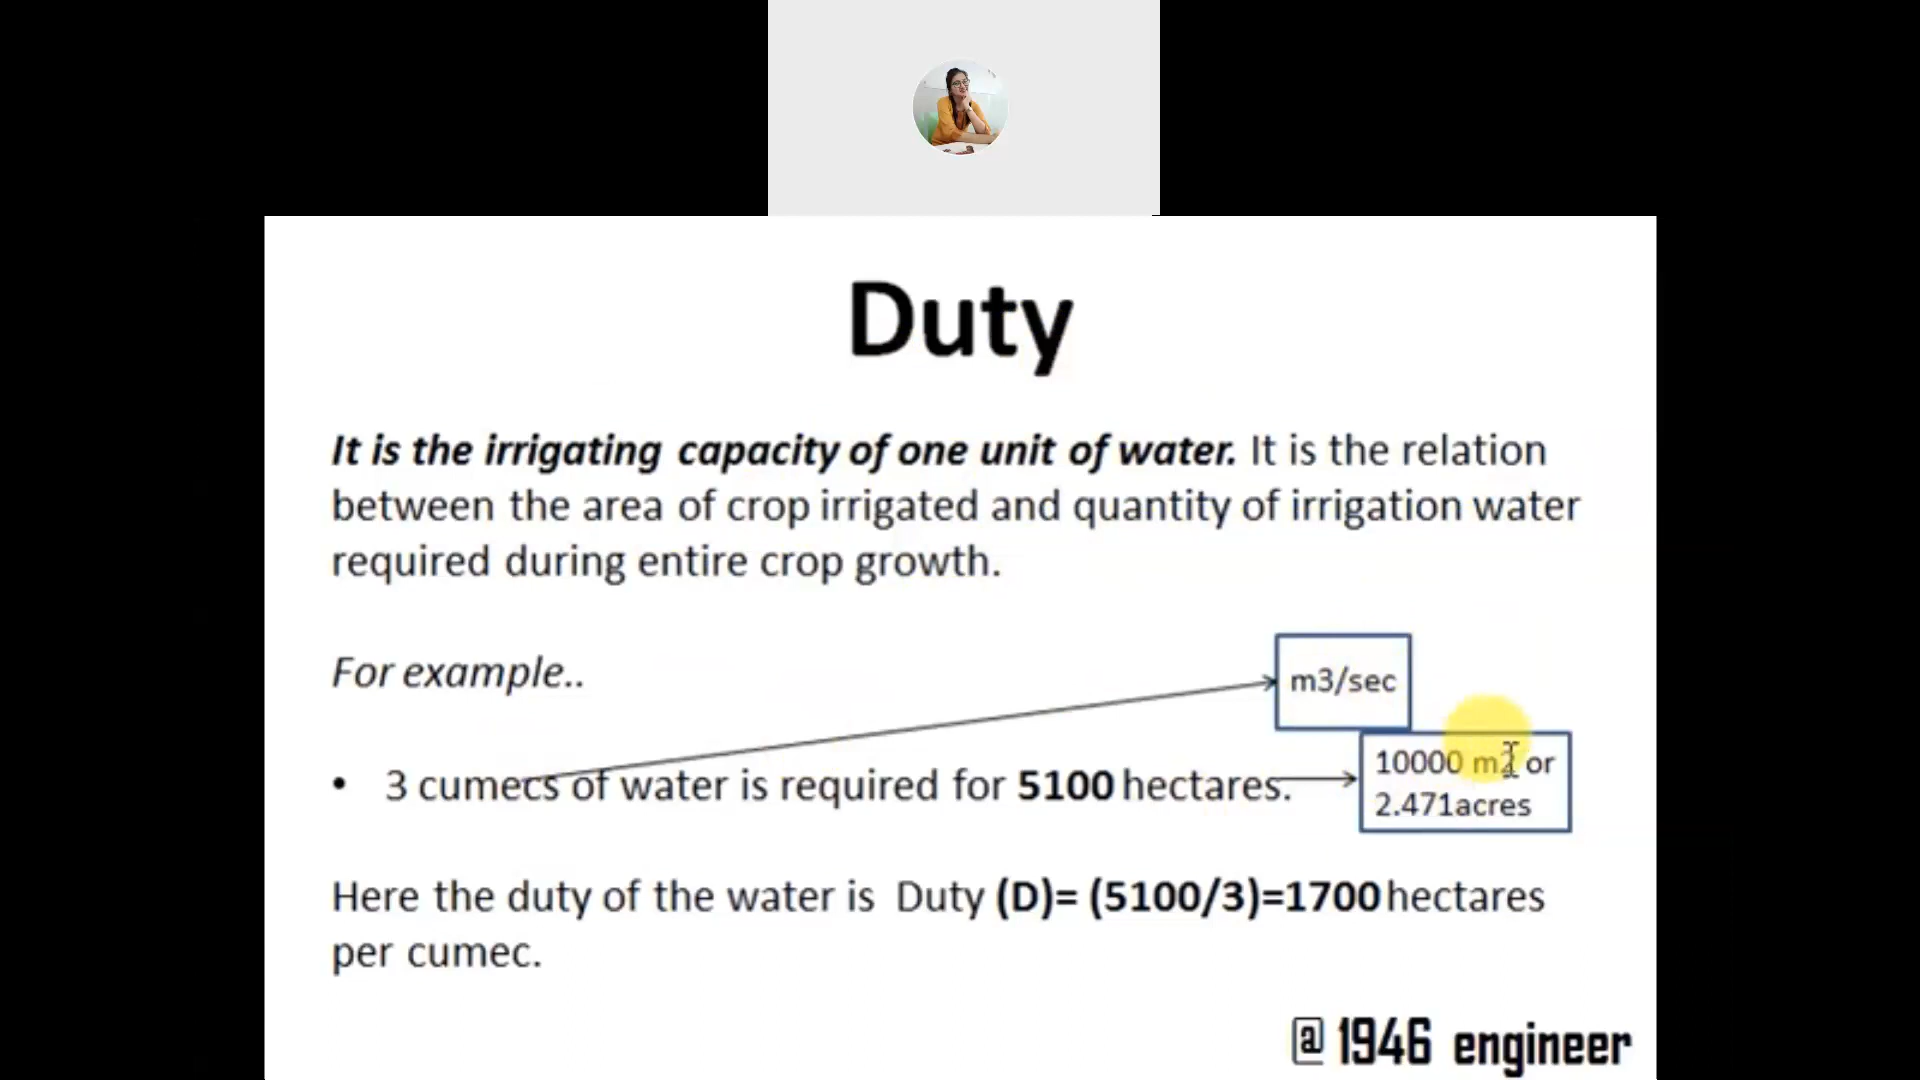 Duty
It is the irrigating capacity of one unit of water. It is the relation
between the area of crop irrigated and quantity of irrigation water
required during entire crop growth.
For example..
m3/sec
• 3 cumecs of water is required for 5100 hectares.
10000 m2 or
2.471acres
Here the duty of the water is Duty (D)= (5100/3)=1700 hectares
per cumec.
@ 1946 engineer